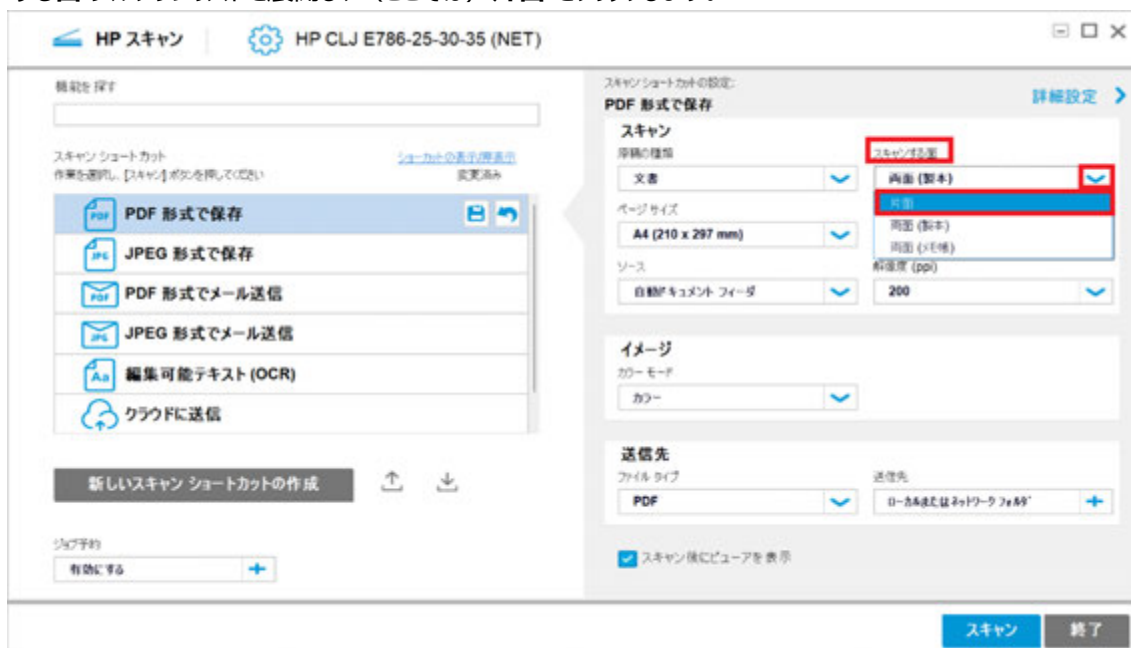 HP スキャン
HP CLJ E786-25-30-35 (NET)
機能を探す
スキャン ショートカット
作業を選択し、[スキャン] ボタンを押してください
ショーカットの表示/非表示
変更済み
PDF 形式で保存
JPEG 形式で保存
PDF 形式でメール送信
JPEG 形式でメール送信
編集可能テキスト (OCR)
クラウドに送信
新しいスキャン ショートカットの作成
ジョブ予約
有効にする
スキャン ショートカットの設定:
PDF 形式で保存
詳細設定
スキャン
原稿の種類
スキャンする面
文書
両面 (製本)
片面
両面 (製本)
両面 (メモ帳)
ページ サイズ
A4 (210 x 297 mm)
ソース
解像度 (ppi)
自動ドキュメント フィーダ
200
イメージ
カラー モード
カラー
送信先
ファイル タイプ
送信先
PDF
ローカルまたはネットワーク フォルダ
スキャン後にビューアを表示
スキャン
終了